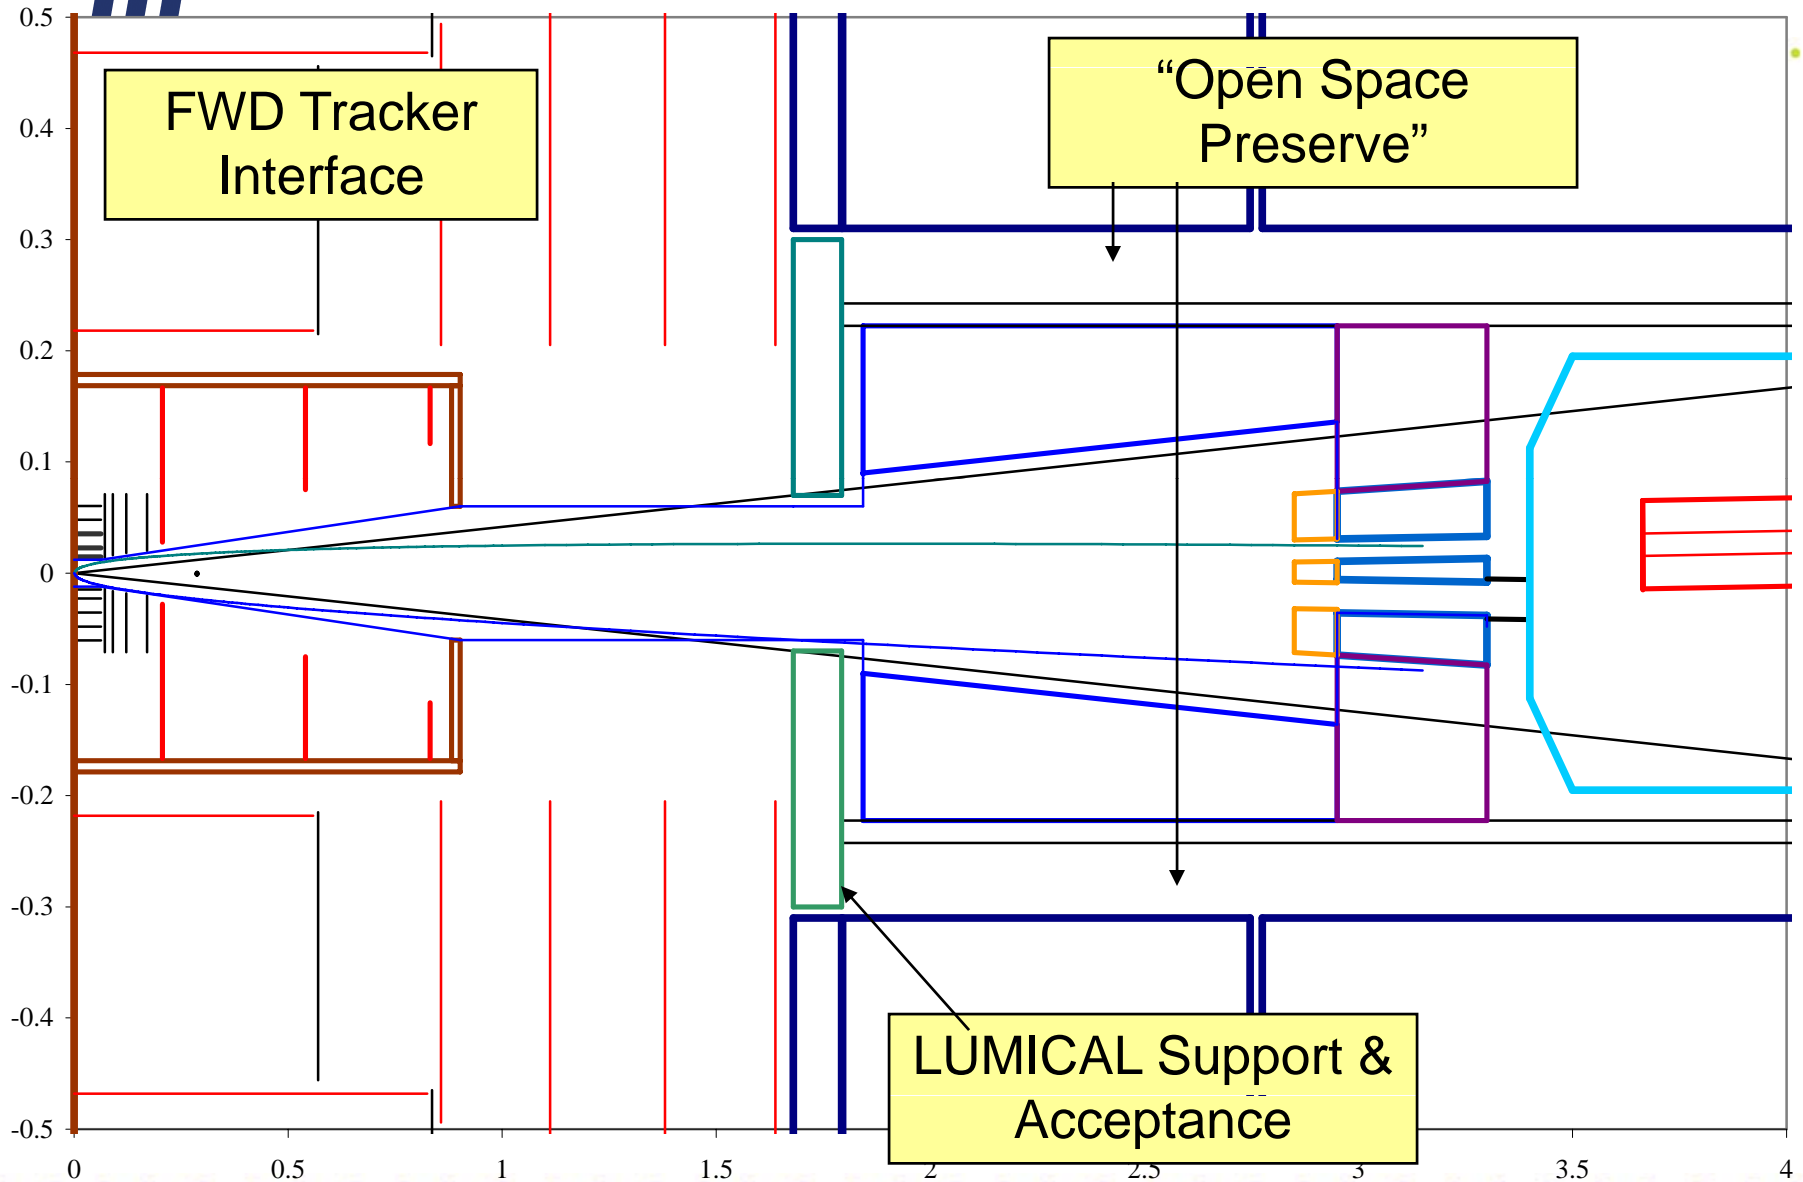 0.5
0.4
0.3
0.2
0.1
0
-0.1
-0.2
-0.3
-0.4
-0.5
FWD Tracker
Interface
“Open Space
Preserve”
LUMICAL Support &
Acceptance
0 0.5 1 1.5 2 2.5 3 3.5 4